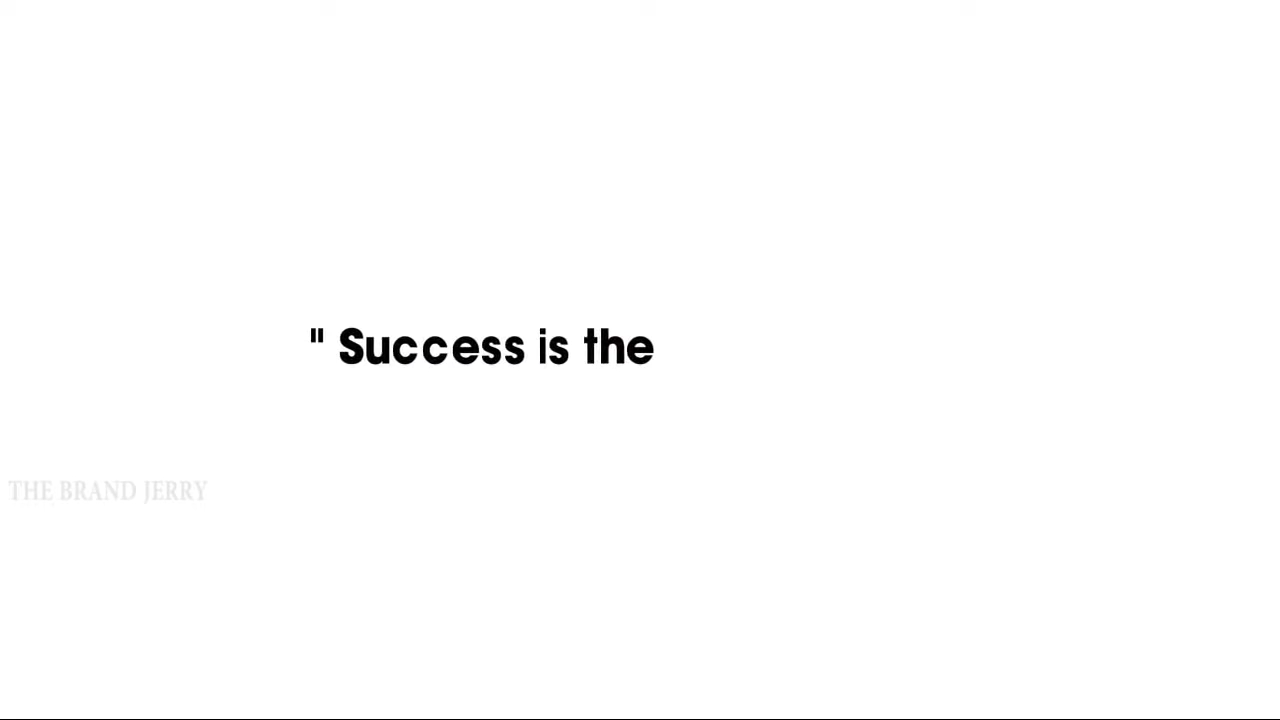 " Success is the
THE BRAND JERRY